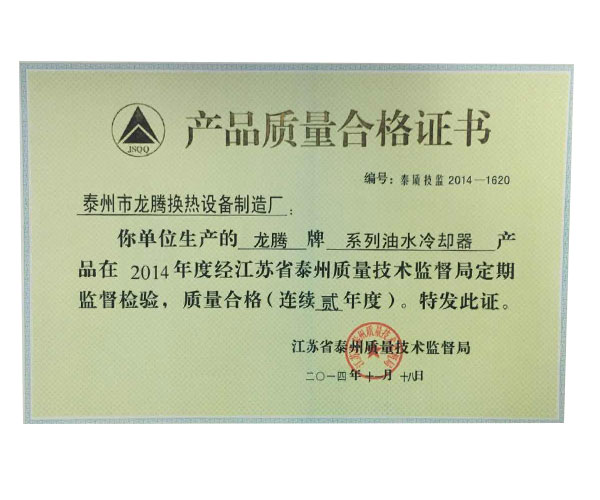 产品质量合格证书
JSQQ
编号：泰质技监 2014—1620
泰州市龙腾换热设备制造厂：
你单位生产的 龙腾 牌 系列油水冷却器 产
品在 2014 年度经江苏省泰州质量技术监督局定期
监督检验，质量合格（连续贰年度）。特发此证。
江苏省泰州质量技术监督局
二〇一四年十一月十八日